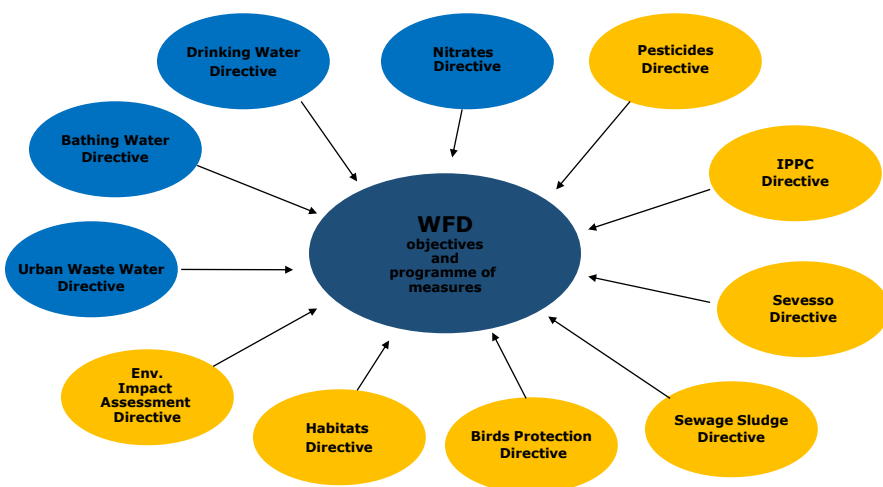 Drinking Water
Directive
Nitrates
Directive
Pesticides
Directive
Bathing Water
Directive
IPPC
Directive
WFD
objectives
and
programme of
measures
Urban Waste Water
Directive
Sevesso
Directive
Env.
Impact
Assessment
Directive
Habitats
Directive
Birds Protection
Directive
Sewage Sludge
Directive